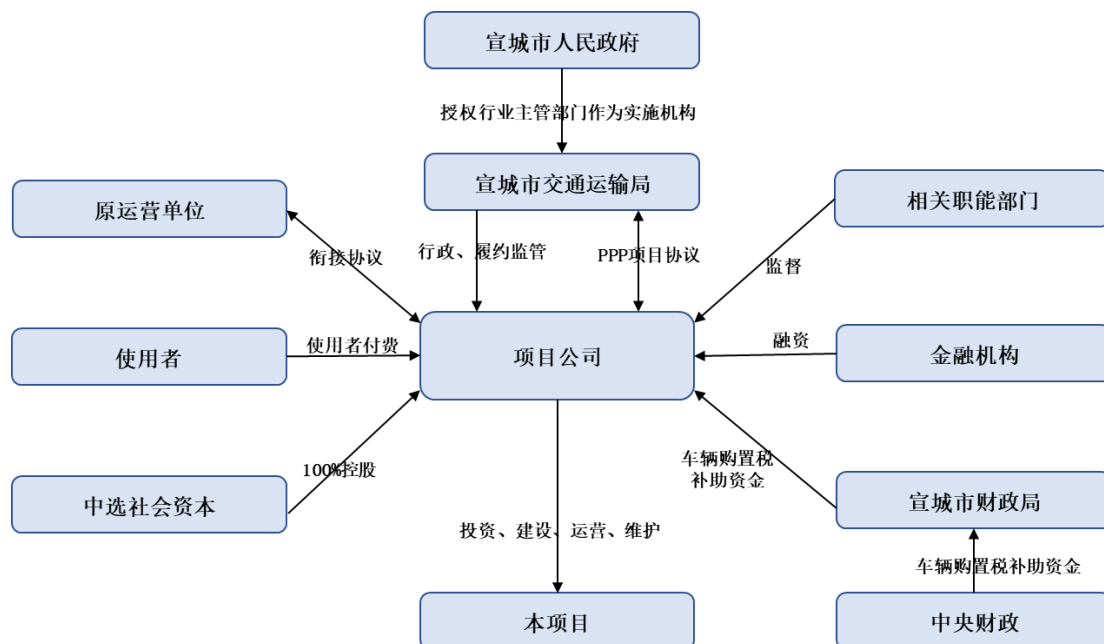 宣城市人民政府
授权行业主管部门作为实施机构
宣城市交通运输局
原运营单位
相关职能部门
衔接协议
行政、履约监管
PPP项目协议
监督
使用者
使用者付费
项目公司
融资
金融机构
中选社会资本
100%控股
车辆购置税
补助资金
宣城市财政局
投资、建设、运营、维护
车辆购置税补助资金
本项目
中央财政